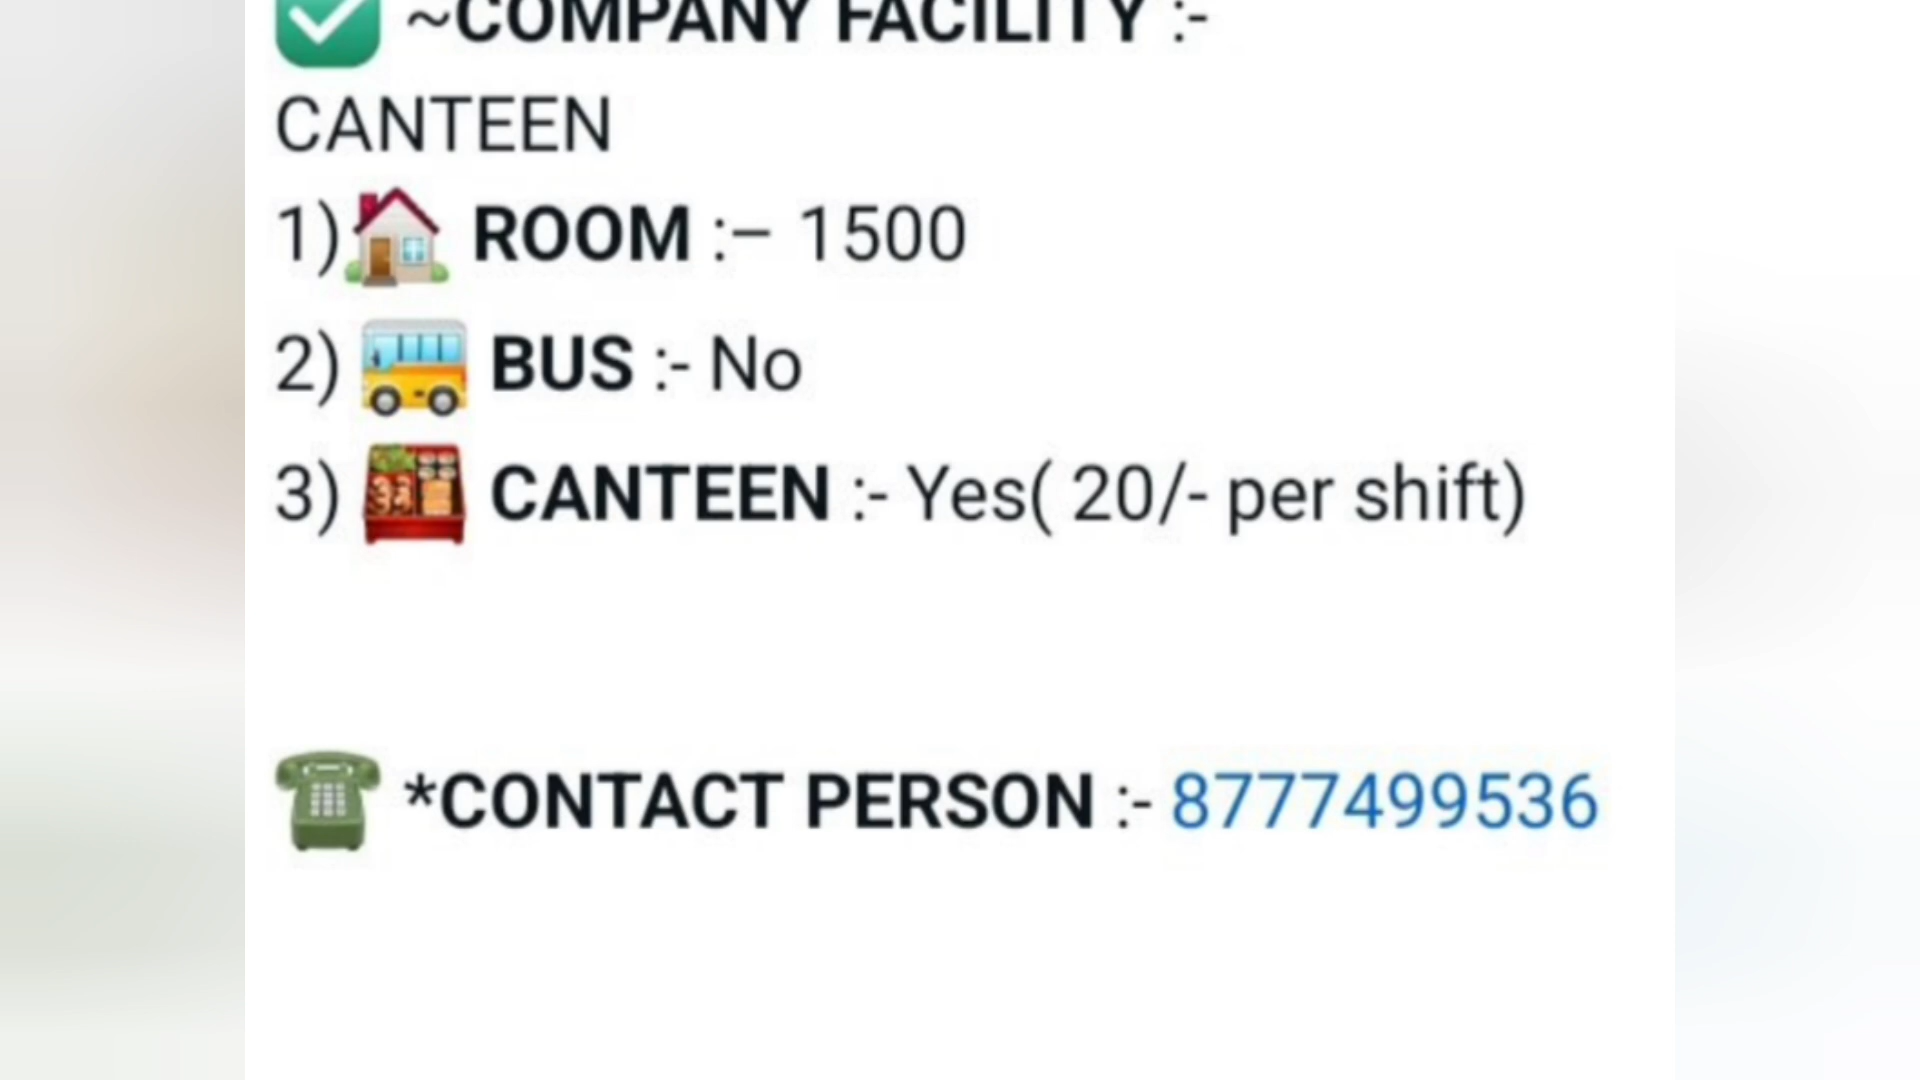 ✅ ~COMPANY FACILITY :-
CANTEEN
1)🏡 ROOM :– 1500
2) 🚌 BUS :- No
3) 🍱 CANTEEN :- Yes( 20/- per shift)
☎ *CONTACT PERSON :- 8777499536